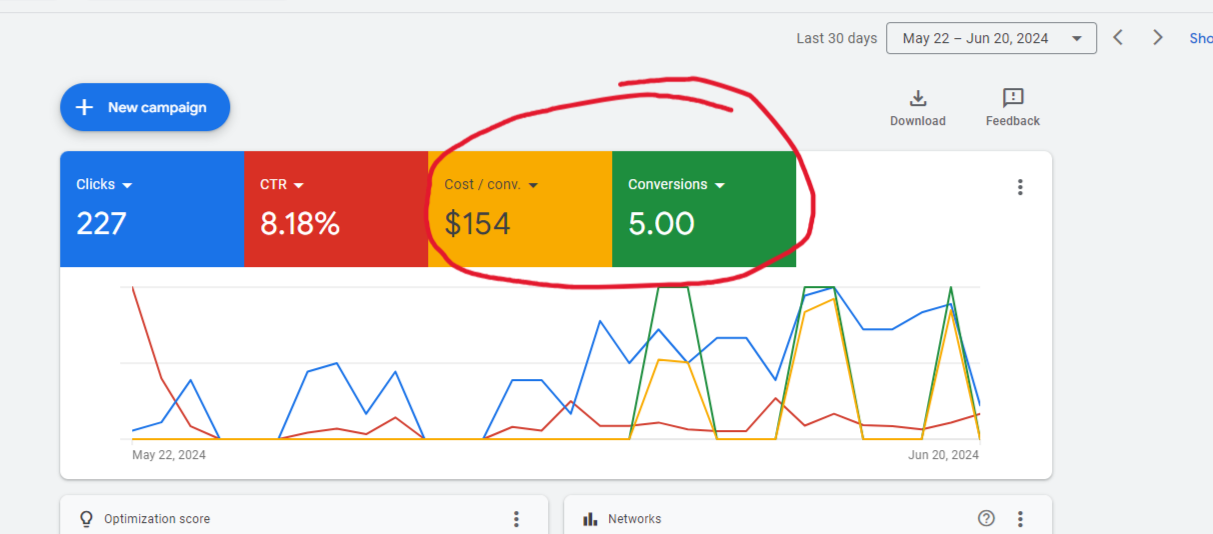 Last 30 days May 22 – Jun 20, 2024 Sho
New campaign
Download Feedback
Clicks CTR Cost / conv. Conversions
227 8.18% $154 5.00
May 22, 2024 Jun 20, 2024
Optimization score Networks